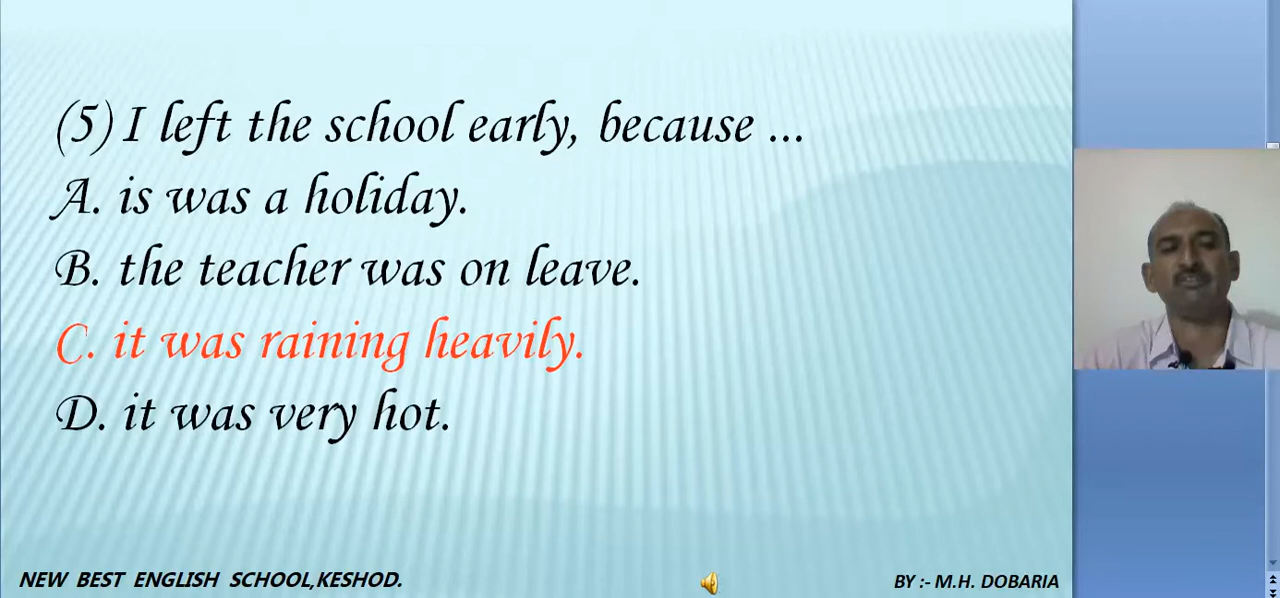 (5) I left the school early, because ...
A. is was a holiday.
B. the teacher was on leave.
C. it was raining heavily.
D. it was very hot.
NEW BEST ENGLISH SCHOOL,KESHOD.
BY :- M.H. DOBARIA